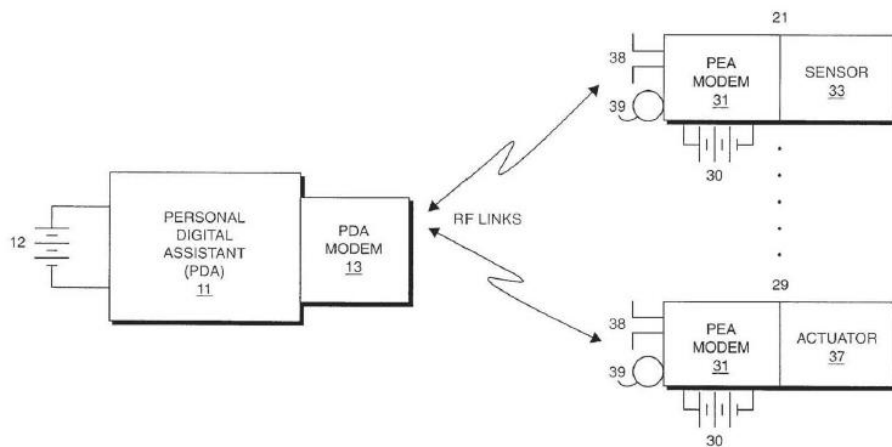 12
PERSONAL
DIGITAL
ASSISTANT
(PDA)
11
PDA
MODEM
13
RF LINKS
21
38
39
PEA
MODEM
31
SENSOR
33
30
29
38
39
PEA
MODEM
31
ACTUATOR
37
30